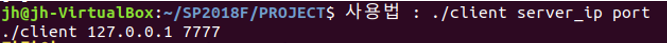 jh@jh-VirtualBox:~/SP2018F/PROJECT$ 사용법 : ./client server_ip port
./client 127.0.0.1 7777